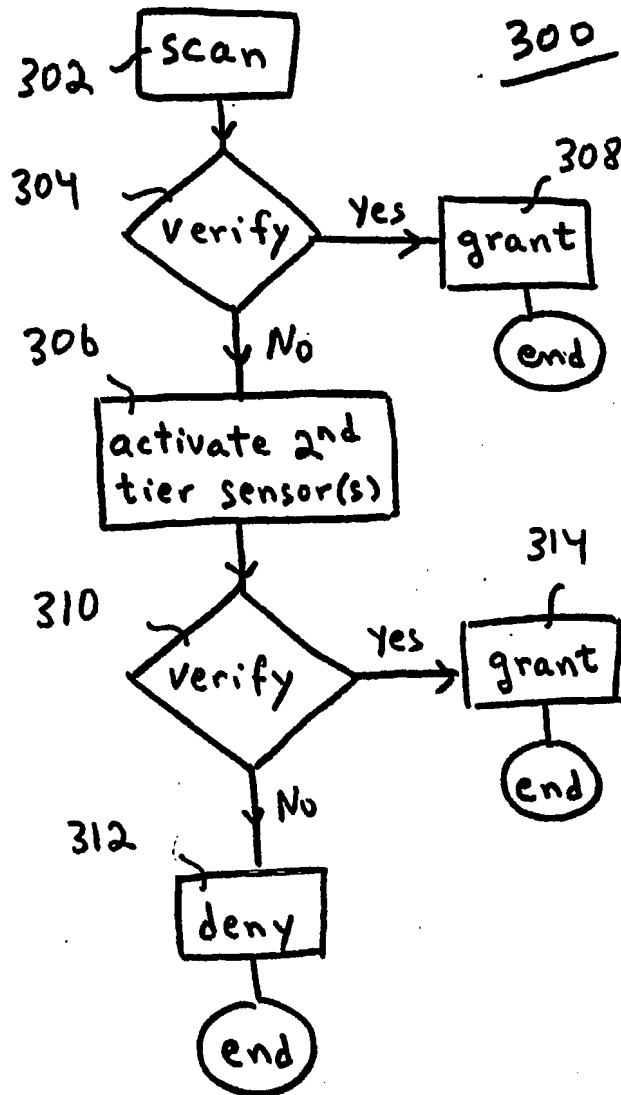 300
302
scan
304
verify
Yes
308
grant
end
No
306
activate 2nd
tier sensor(s)
310
verify
Yes
314
grant
end
No
312
deny
end